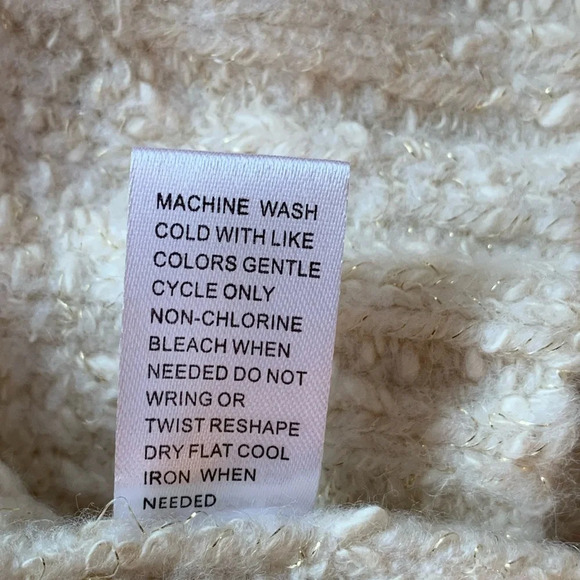 MACHINE WASH
COLD WITH LIKE
COLORS GENTLE
CYCLE ONLY
NON-CHLORINE
BLEACH WHEN
NEEDED DO NOT
WRING OR
TWIST RESHAPE
DRY FLAT COOL
IRON WHEN
NEEDED